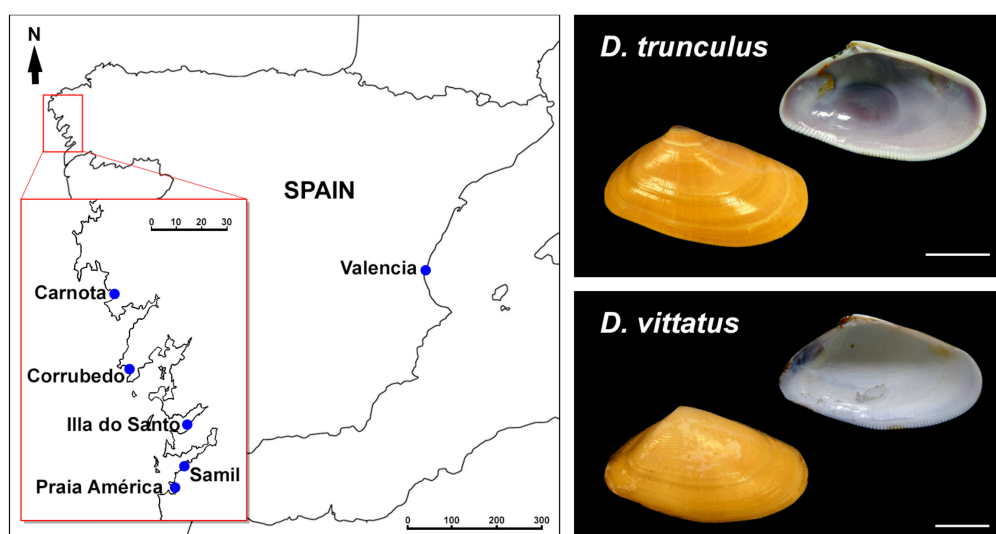 N
SPAIN
0 10 20 30
Valencia
Carnota
Corrubedo
Illa do Santo
Samil
Praia América
0 100 200 300
D. trunculus
D. vittatus